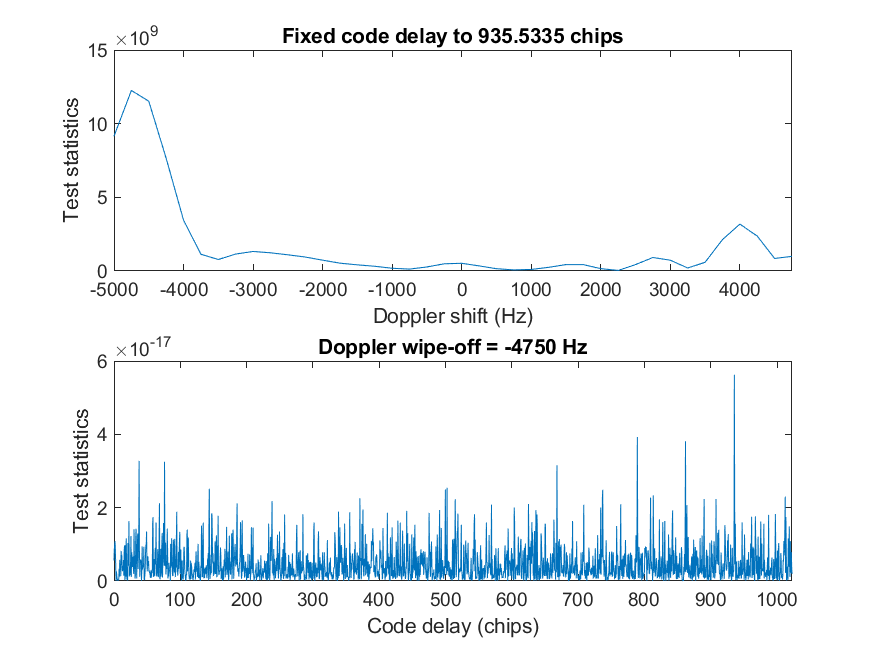 Fixed code delay to 935.5335 chips
×10^9
15
10
5
0
Test statistics
-5000 -4000 -3000 -2000 -1000 0 1000 2000 3000 4000
Doppler shift (Hz)
Doppler wipe-off = -4750 Hz
×10^-17
6
4
2
0
Test statistics
0 100 200 300 400 500 600 700 800 900 1000
Code delay (chips)